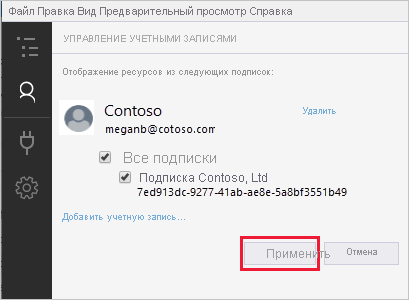 Файл Правка Вид Предварительный просмотр Справка
УПРАВЛЕНИЕ УЧЕТНЫМИ ЗАПИСЯМИ
Отображение ресурсов из следующих подписок:
Contoso
Удалить
meganb@cotoso.com
Все подписки
Подписка Contoso, Ltd
7ed913dc-9277-41ab-ae8e-5a8bf3551b49
Добавить учетную запись...
Применить
Отмена